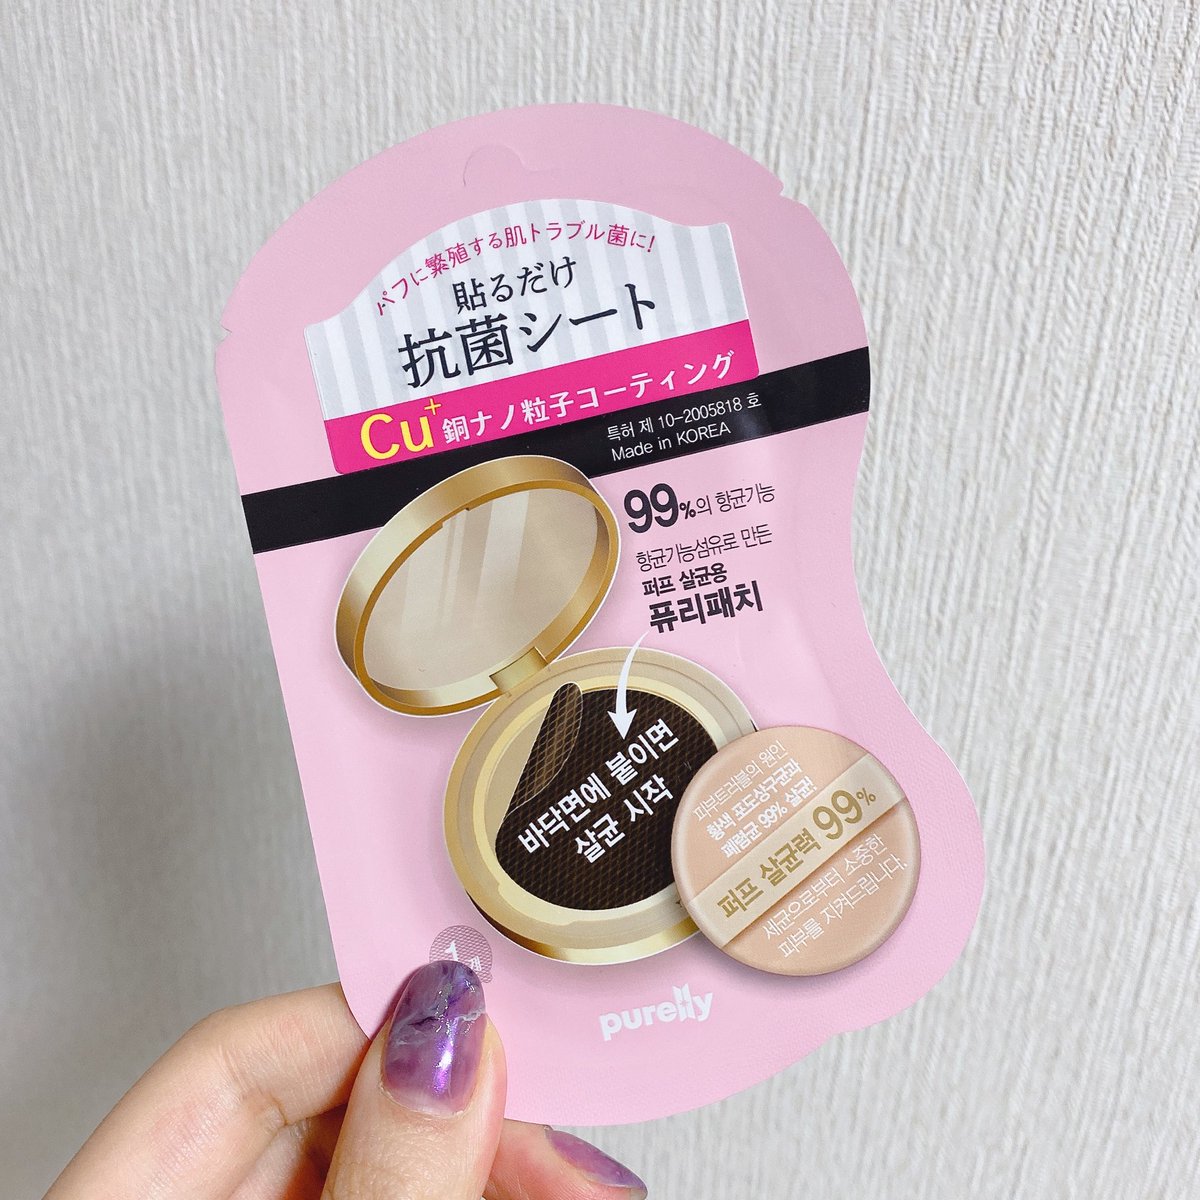 パフに繁殖する肌トラブル菌に!
貼るだけ
抗菌シート
Cu+ 銅ナノ粒子コーティング
특허 제 10-2005818 호
Made in KOREA
99%의 항균기능
항균기능섬유로 만든
퍼프 살균용
퓨리패치
바닥면에 붙이면
살균 시작
피부트러블의 원인
황색 포도상구균과
폐렴균 99% 살균!
퍼프 살균력 99%
세균으로부터 소중한
피부를 지켜드립니다.
purelly